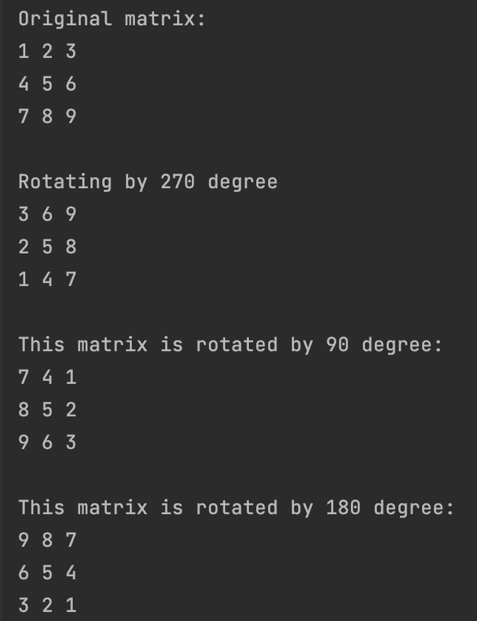 Original matrix:
1 2 3
4 5 6
7 8 9
Rotating by 270 degree
3 6 9
2 5 8
1 4 7
This matrix is rotated by 90 degree:
7 4 1
8 5 2
9 6 3
This matrix is rotated by 180 degree:
9 8 7
6 5 4
3 2 1